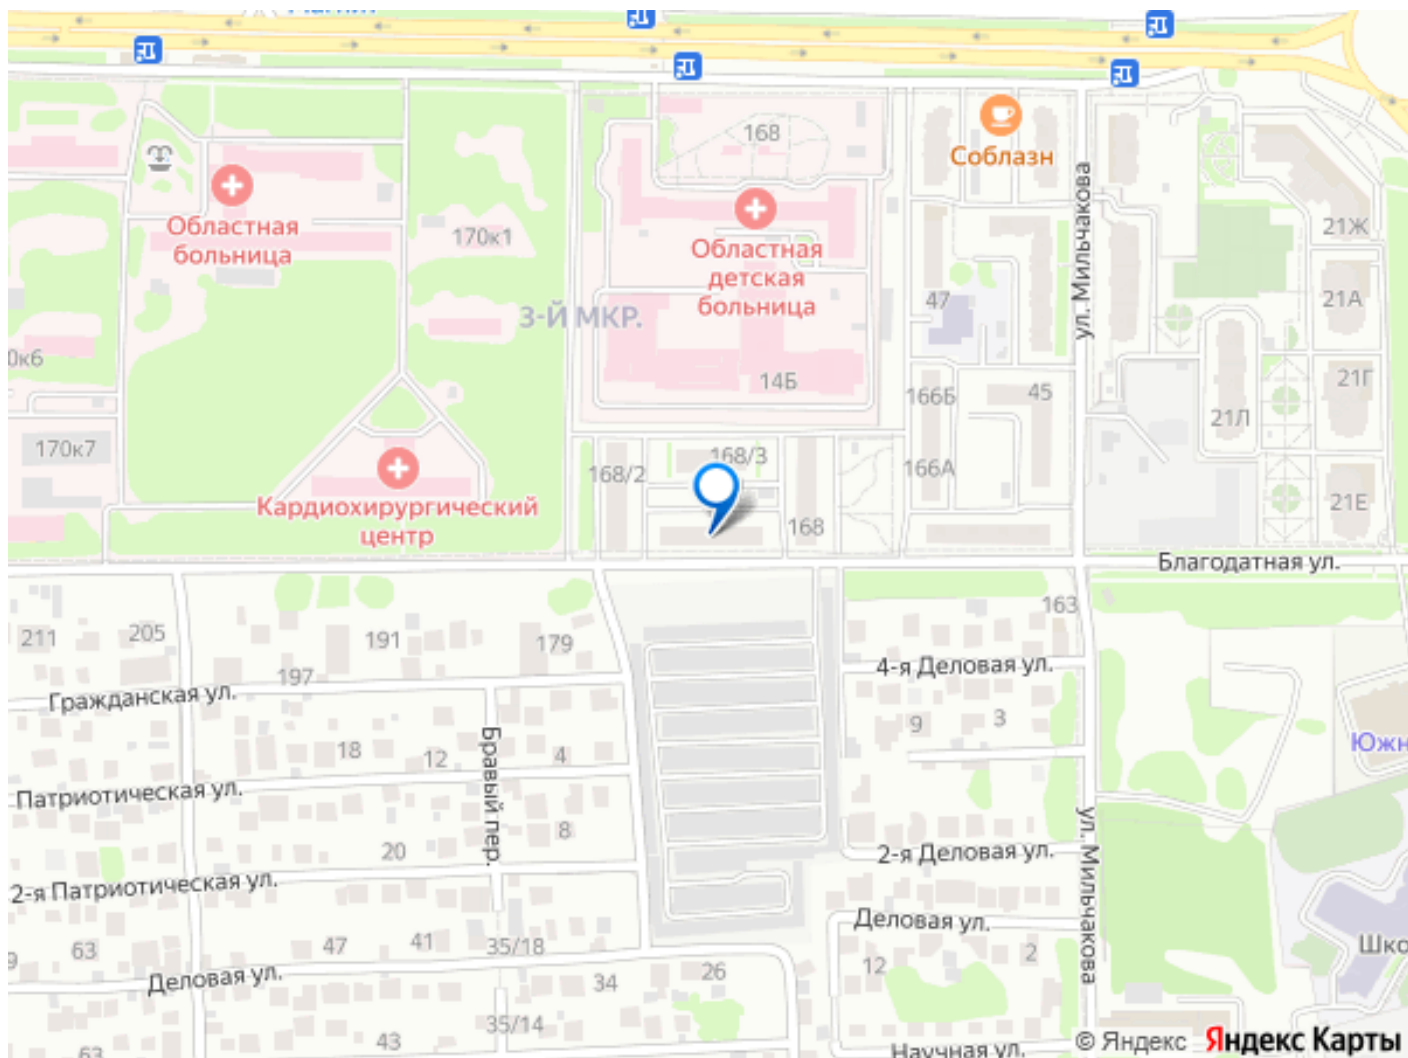 168
Соблазн
ул. Мильчакова
Областная
больница
170к1
Областная
детская
больница
21Ж
47
21А
3-Й МКР.
0к6
14Б
166Б
45
21Г
21Л
170к7
168/2
168/3
166А
21Е
Кардиохирургический
центр
168
Благодатная ул.
211
205
191
179
163
197
4-я Деловая ул.
Гражданская ул.
9
3
18
12
4
Бравый пер.
Южн
Патриотическая ул.
8
20
2-я Деловая ул.
ул. Мильчакова
2-я Патриотическая ул.
Деловая ул.
9
63
47
41
35/18
Шко
Деловая ул.
34
26
12
2
35/14
43
63
Научная ул.
© Яндекс Яндекс Карты